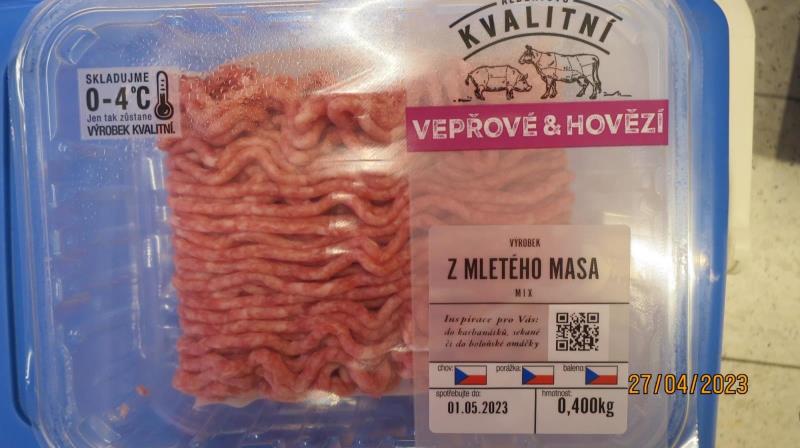 KVALITNÍ
VEPŘOVÉ & HOVĚZÍ
SKLADUJME
0-4°C
Jen tak zůstane
VÝROBEK KVALITNÍ.
VÝROBEK
Z MLETÉHO MASA
MIX
Inspirace pro Vás:
do karbanátků, sekané
či do boloňské omáčky
chov: porážka: baleno:
spotřebujte do: hmotnost:
01.05.2023 0,400kg
27/04/2023